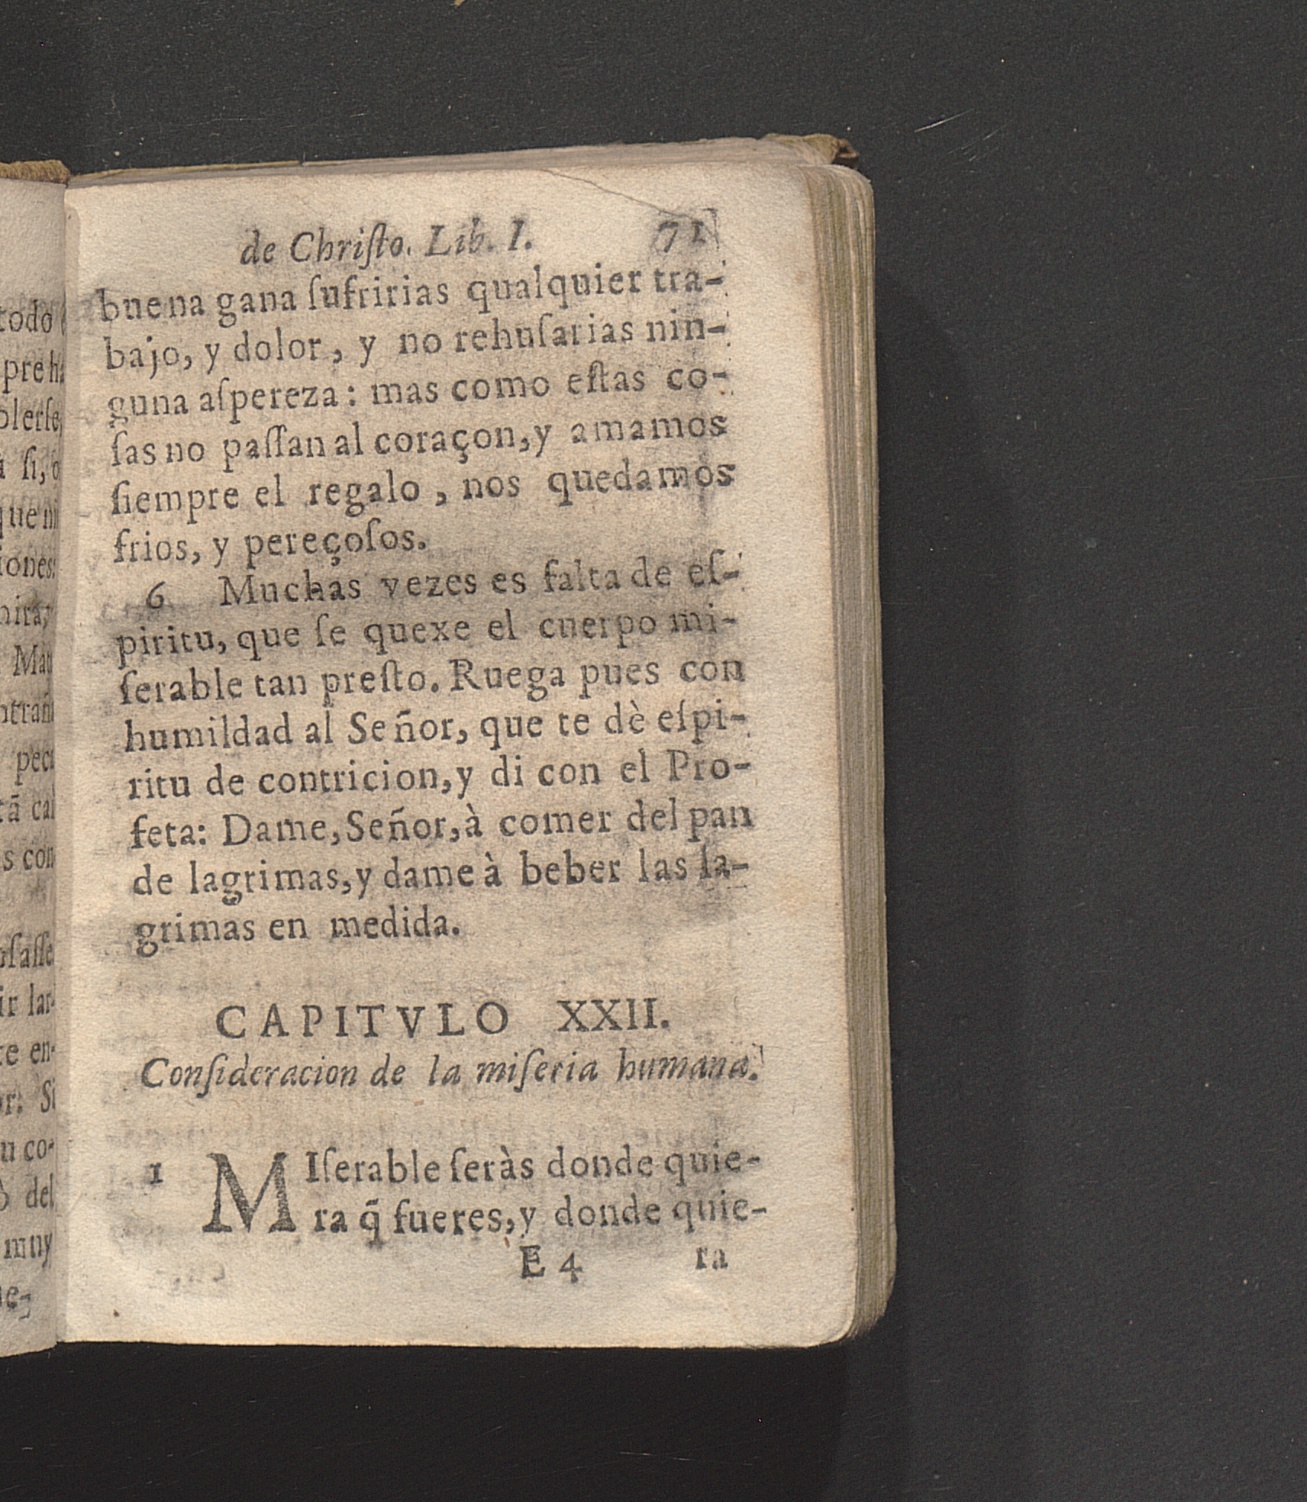 de Chriſto. Lib. I. 71
buena gana ſufririas qualquier tra-
bajo, y dolor, y no rehuſarias nin-
guna aſpereza: mas como eſtas co-
ſas no paſſan al coraçon, y amamos
ſiempre el regalo, nos quedamos
frios, y pereçoſos.
6 Muchas vezes es falta de eſ-
piritu, que ſe quexe el cuerpo mi-
ſerable tan preſto. Ruega pues con
humildad al Señor, que te dè eſpi-
ritu de contricion, y di con el Pro-
feta: Dame, Señor, à comer del pan
de lagrimas, y dame à beber las la-
grimas en medida.
CAPITVLO XXII.
Conſideracion de la miſeria humana.
1 MIſerable ſeràs donde quie-
ra q̃ fueres, y donde quie-
E 4 ra